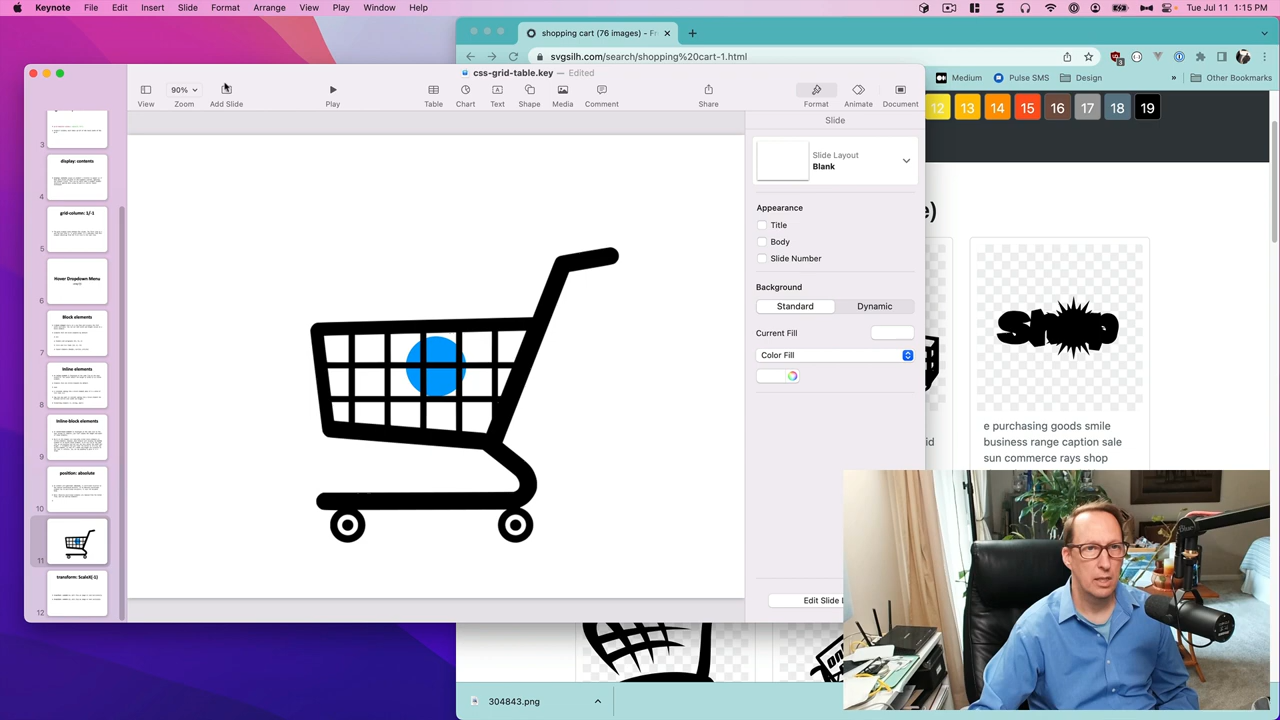 Keynote File Edit Insert Slide Format Arrange View Play Window Help
Tue Jul 11 1:15 PM
shopping cart (76 images) - Fr
svgsilh.com/search/shopping%20cart-1.html
Medium Pulse SMS Design » Other Bookmarks
css-grid-table.key — Edited
90%
View Zoom Add Slide Play Table Chart Text Shape Media Comment Share Format Animate Document
12 13 14 15 16 17 18 19
3
display: contents
4
grid-column: 1/-1
5
Hover Dropdown Menu
6
Block elements
7
Inline elements
8
Inline-block elements
9
position: absolute
10
11
transform: ScaleX(-1)
12
Slide
Slide Layout
Blank
Appearance
Title
Body
Slide Number
Background
Standard Dynamic
Current Fill
Color Fill
Edit Slide L
e)
e purchasing goods smile
business range caption sale
sun commerce rays shop
id
304843.png